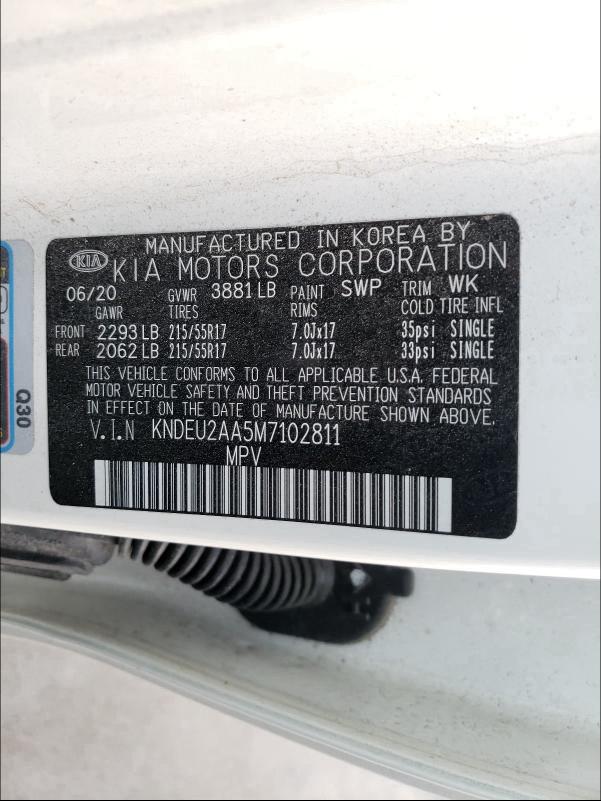 MANUFACTURED IN KOREA BY
KIA KIA MOTORS CORPORATION
06/20 GVWR 3881 LB PAINT SWP TRIM WK
GAWR TIRES RIMS COLD TIRE INFL
FRONT 2293 LB 215/55R17 7.0Jx17 35psi SINGLE
REAR 2062 LB 215/55R17 7.0Jx17 33psi SINGLE
THIS VEHICLE CONFORMS TO ALL APPLICABLE U.S.A. FEDERAL
MOTOR VEHICLE SAFETY AND THEFT PREVENTION STANDARDS
IN EFFECT ON THE DATE OF MANUFACTURE SHOWN ABOVE.
V.I.N KNDEU2AA5M7102811
MPV
Q30